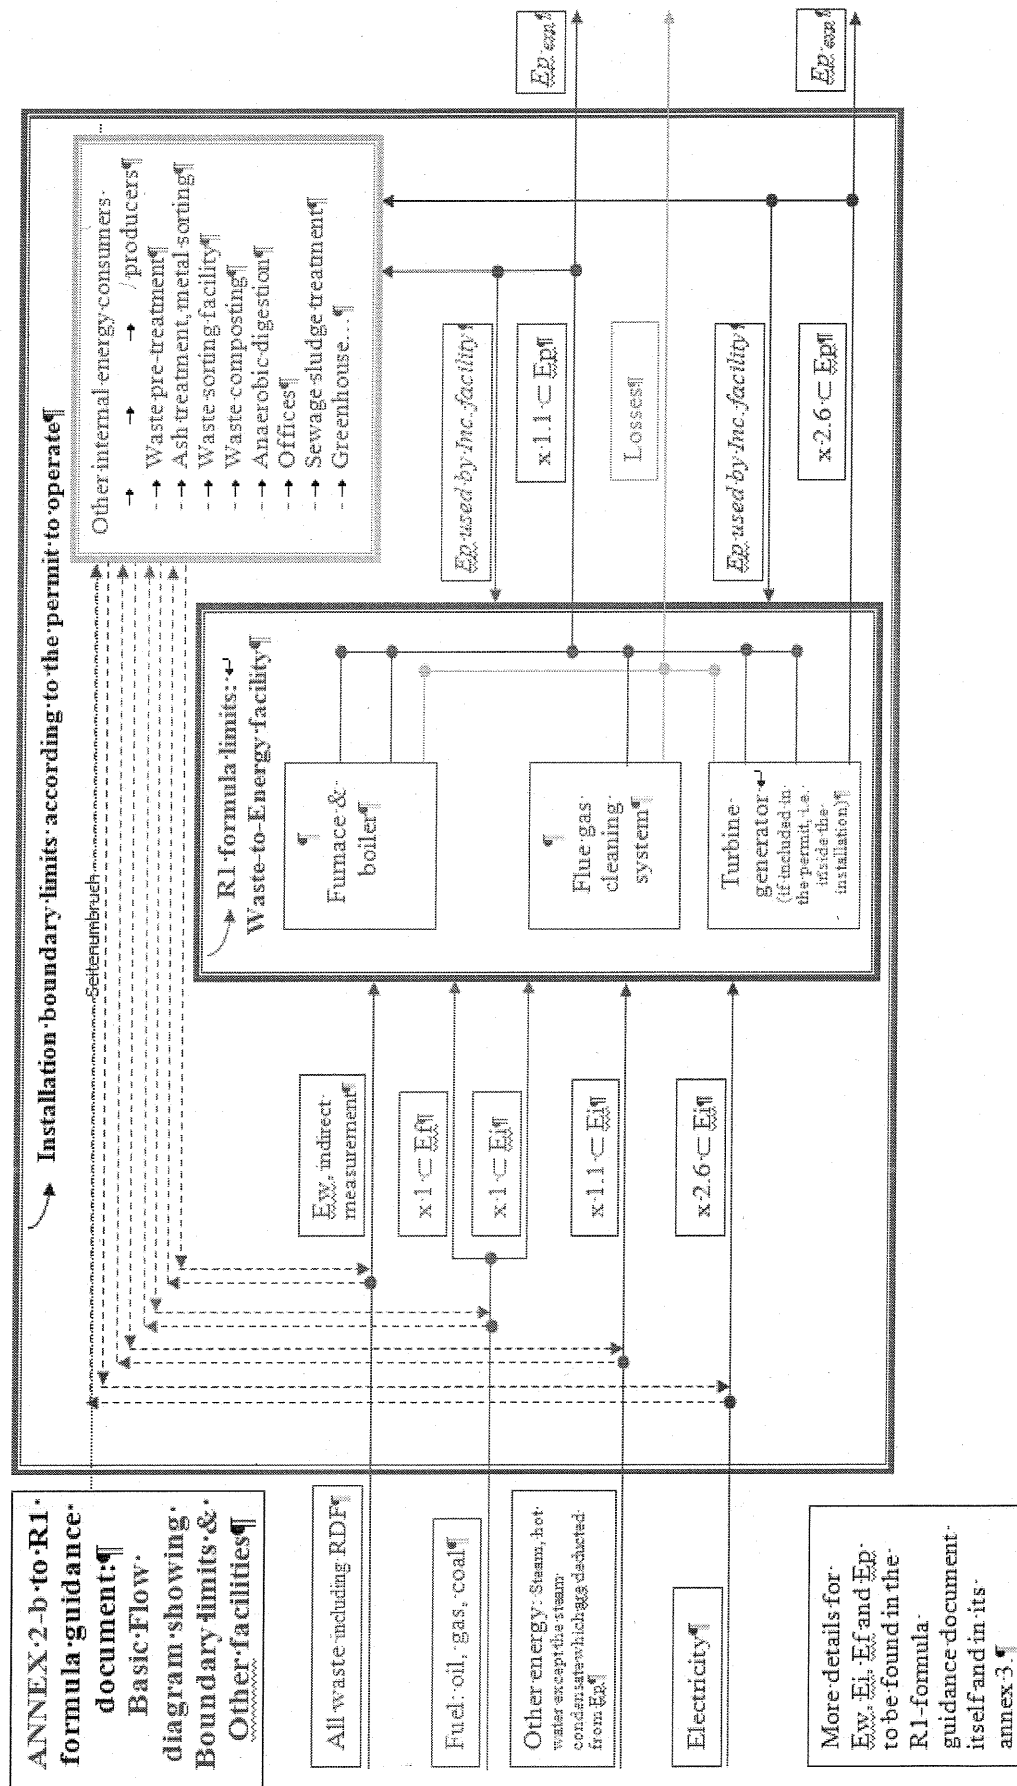 ANNEX·2-b·to·R1·
formula·guidance·
document:¶
Basic·Flow·
diagram·showing·
Boundary·limits·&·
Other·facilities¶
Installation·boundary·limits·according·to·the·permit·to·operate¶
Seitenumbruch
Other·internal·energy·consumers·
→ → → /producers¶
-→Waste·pre-treatment¶
-→Ash·treatment,·metal·sorting¶
-→Waste·sorting·facility¶
-→Waste·composting¶
-→Anaerobic·digestion¶
-→Offices¶
-→Sewage·sludge·treatment¶
-→Greenhouse…¶
R1·formula·limits:·↵
Waste-to-Energy·facility¶
¶
Furnace·&·
boiler¶
¶
Flue·gas·
cleaning·
system¶
Turbine·
generator·↵
(if·included·in·
the·permit,·i.e.·
inside·the·
installation)¶
All·waste·including·RDF¶
Fuel:·oil,·gas,·coal¶
Other·energy:·Steam,·hot·
water·except·the·steam·
condensate·which·are·deducted·
from·Ep¶
Electricity¶
Ew,·indirect·
measurement¶
x·1·⊂·Ef¶
x·1·⊂·Ei¶
x·1.1·⊂·Ei¶
x·2.6·⊂·Ei¶
Ep·used·by·Inc.·facility¶
x·1.1·⊂·Ep¶
Losses¶
Ep·used·by·Inc.·facility¶
x·2.6·⊂·Ep¶
Ep·exp¶
Ep·exp¶
More·details·for·
Ew,·Ei,·Ef·and·Ep·
to·be·found·in·the·
R1-formula·
guidance·document·
itself·and·in·its·
annex·3.¶